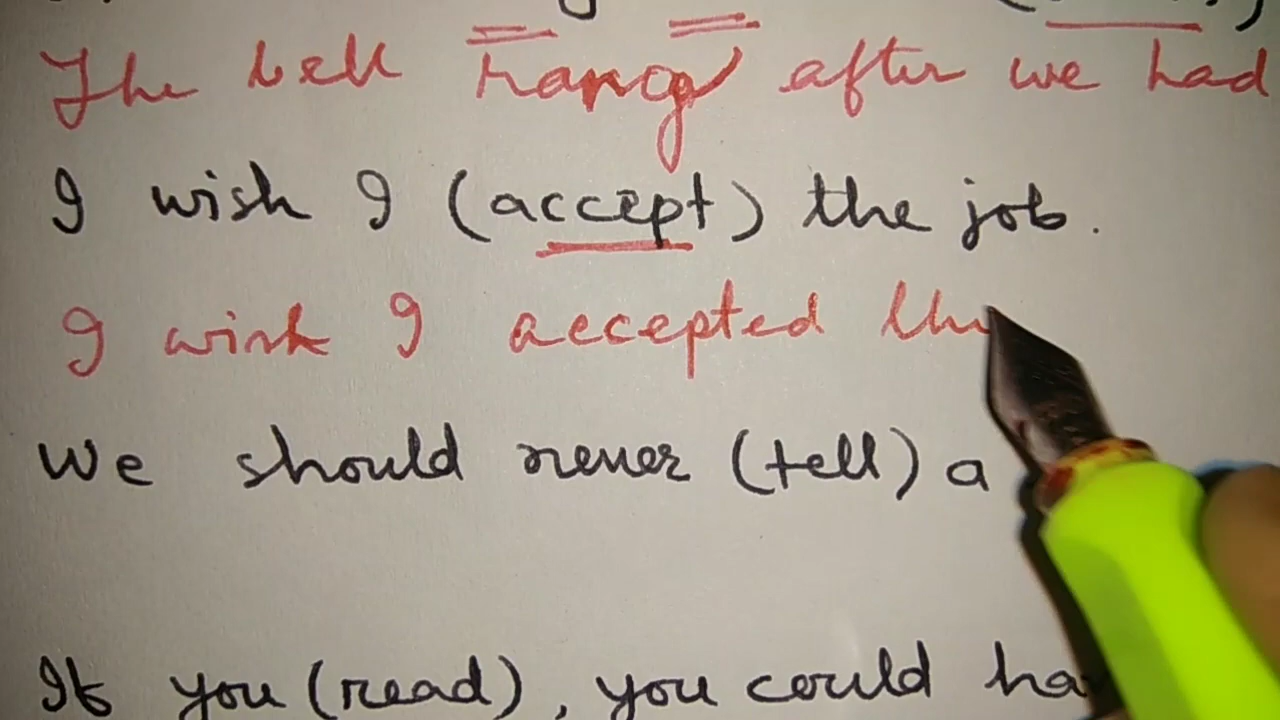 The bell rang after we had
I wish I (accept) the job.
I wish I accepted the
We should never (tell) a
If you (read), you could ha